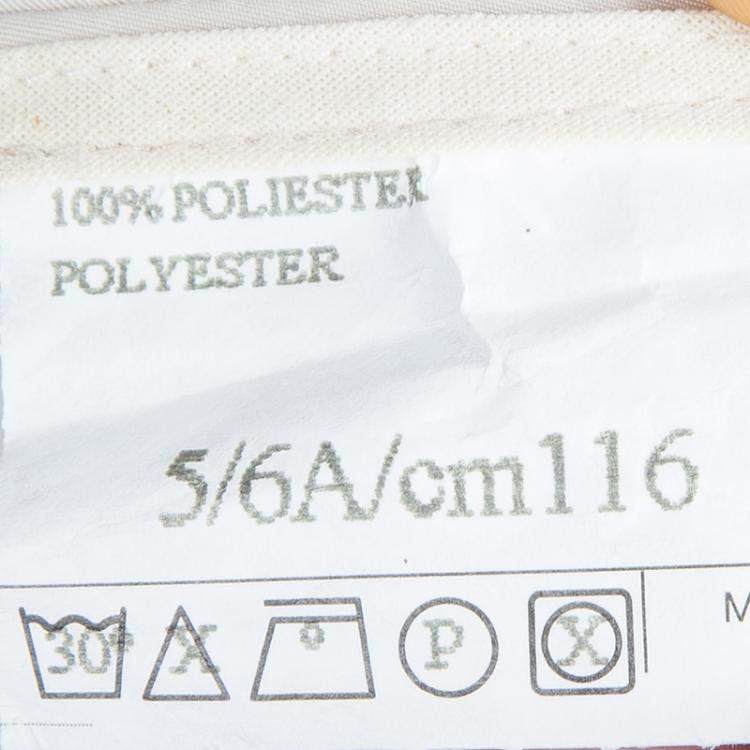 100% POLIESTER
POLYESTER
5/6A/cm116
30° X P X
M